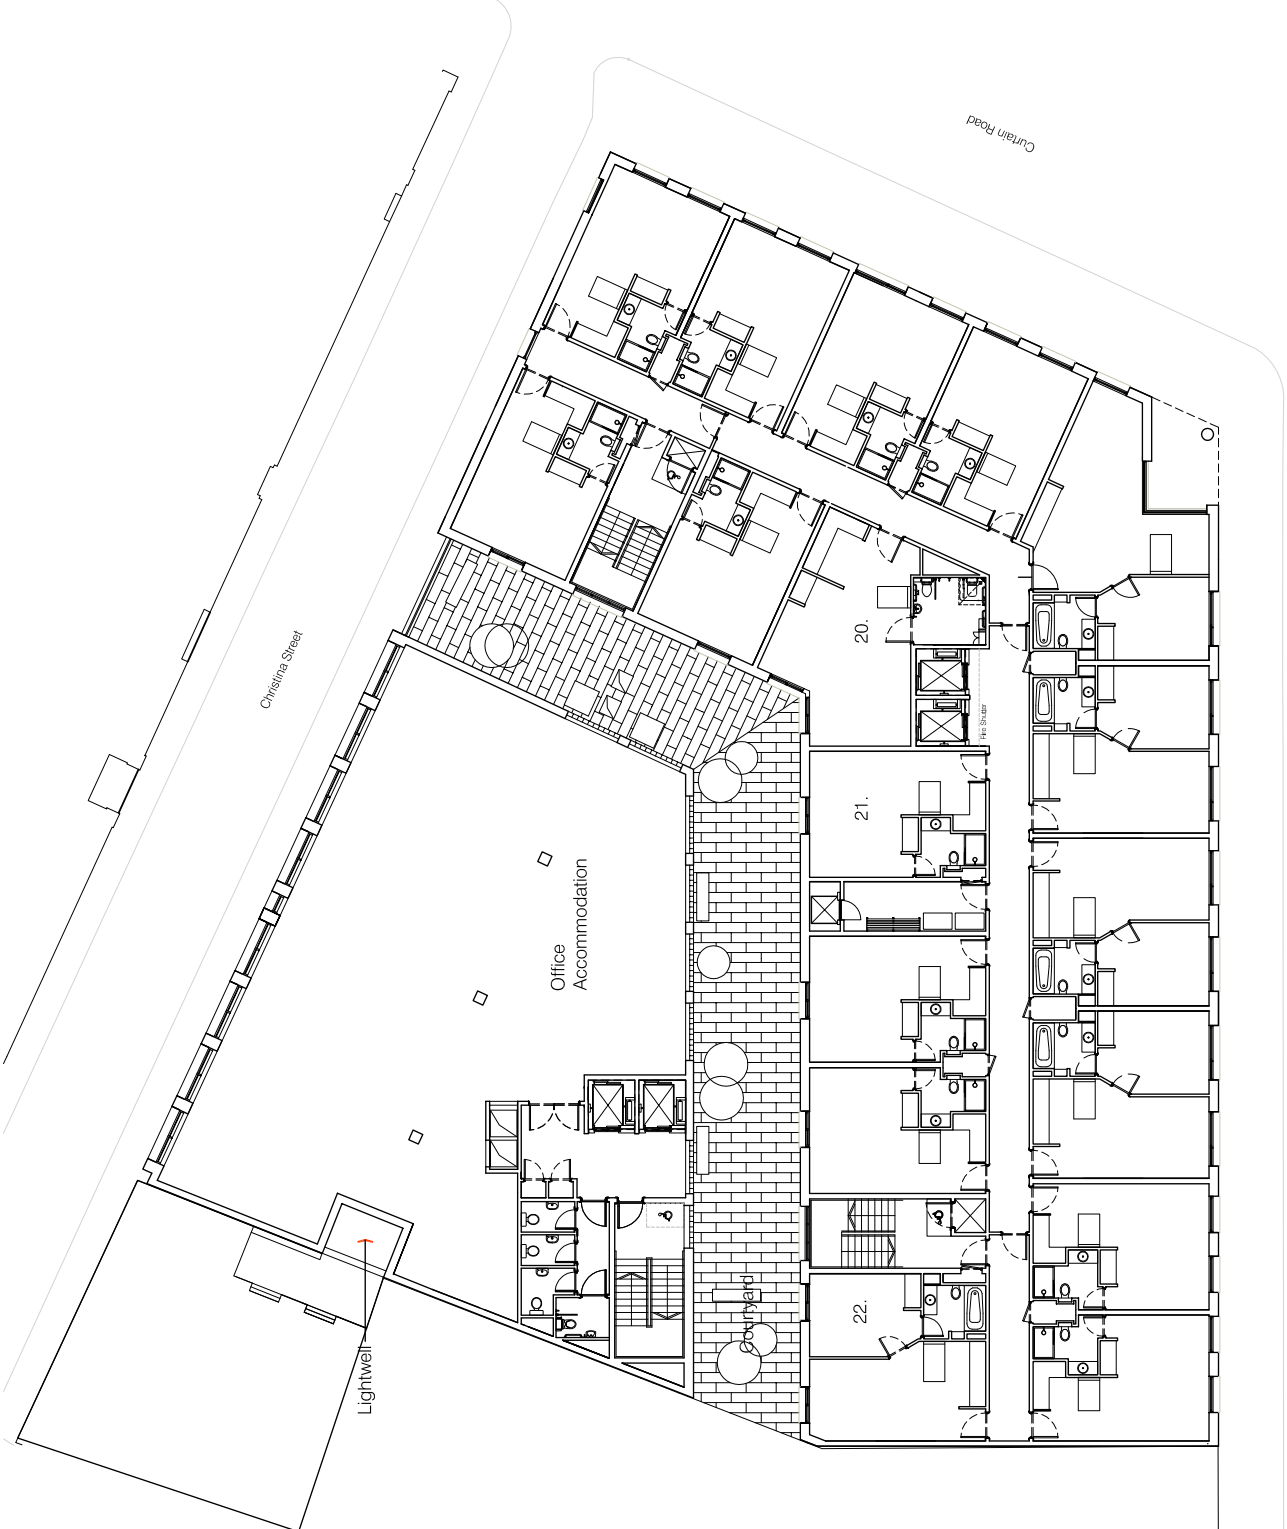 Curtain Road
Christina Street
20.
Fire Shutter
21.
Office
Accommodation
22.
Courtyard
Lightwell